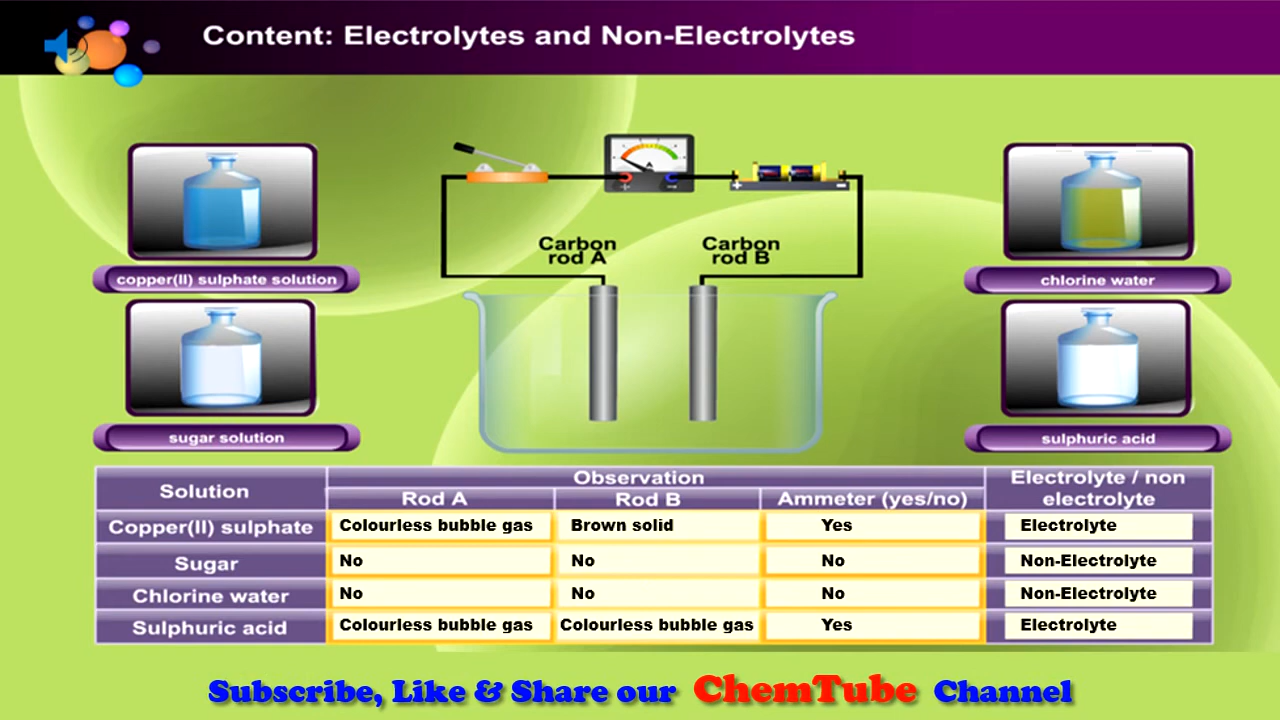 Content: Electrolytes and Non-Electrolytes
copper(II) sulphate solution
sugar solution
A
+
−
+
−
Carbon
rod A
Carbon
rod B
chlorine water
sulphuric acid
Solution
Observation
Electrolyte / non
electrolyte
Rod A
Rod B
Ammeter (yes/no)
Copper(II) sulphate Colourless bubble gas Brown solid Yes Electrolyte
Sugar No No No Non-Electrolyte
Chlorine water No No No Non-Electrolyte
Sulphuric acid Colourless bubble gas Colourless bubble gas Yes Electrolyte
Subscribe, Like & Share our ChemTube Channel